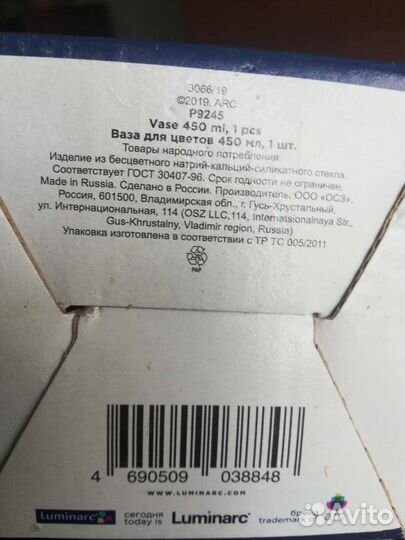 3066/19
©2019. ARC
P9245
Vase 450 ml, 1 pcs
Ваза для цветов 450 мл, 1 шт.
Товары народного потребления.
Изделие из бесцветного натрий-кальций-силикатного стекла.
Соответствует ГОСТ 30407-96. Срок годности не ограничен.
Made in Russia. Сделано в России. Производитель: ООО «ОСЗ».
Россия, 601500, Владимирская обл., г. Гусь-Хрустальный,
ул. Интернациональная, 114 (OSZ LLC,114, Internatsionalnaya Str.,
Gus-Khrustalny, Vladimir region, Russia)
Упаковка изготовлена в соответствии с ТР ТС 005/2011
PAP
4 690509 038848
WWW.LUMINARC.COM
Luminarc сегодня
today is Luminarc
бренд
trademark of
Avito